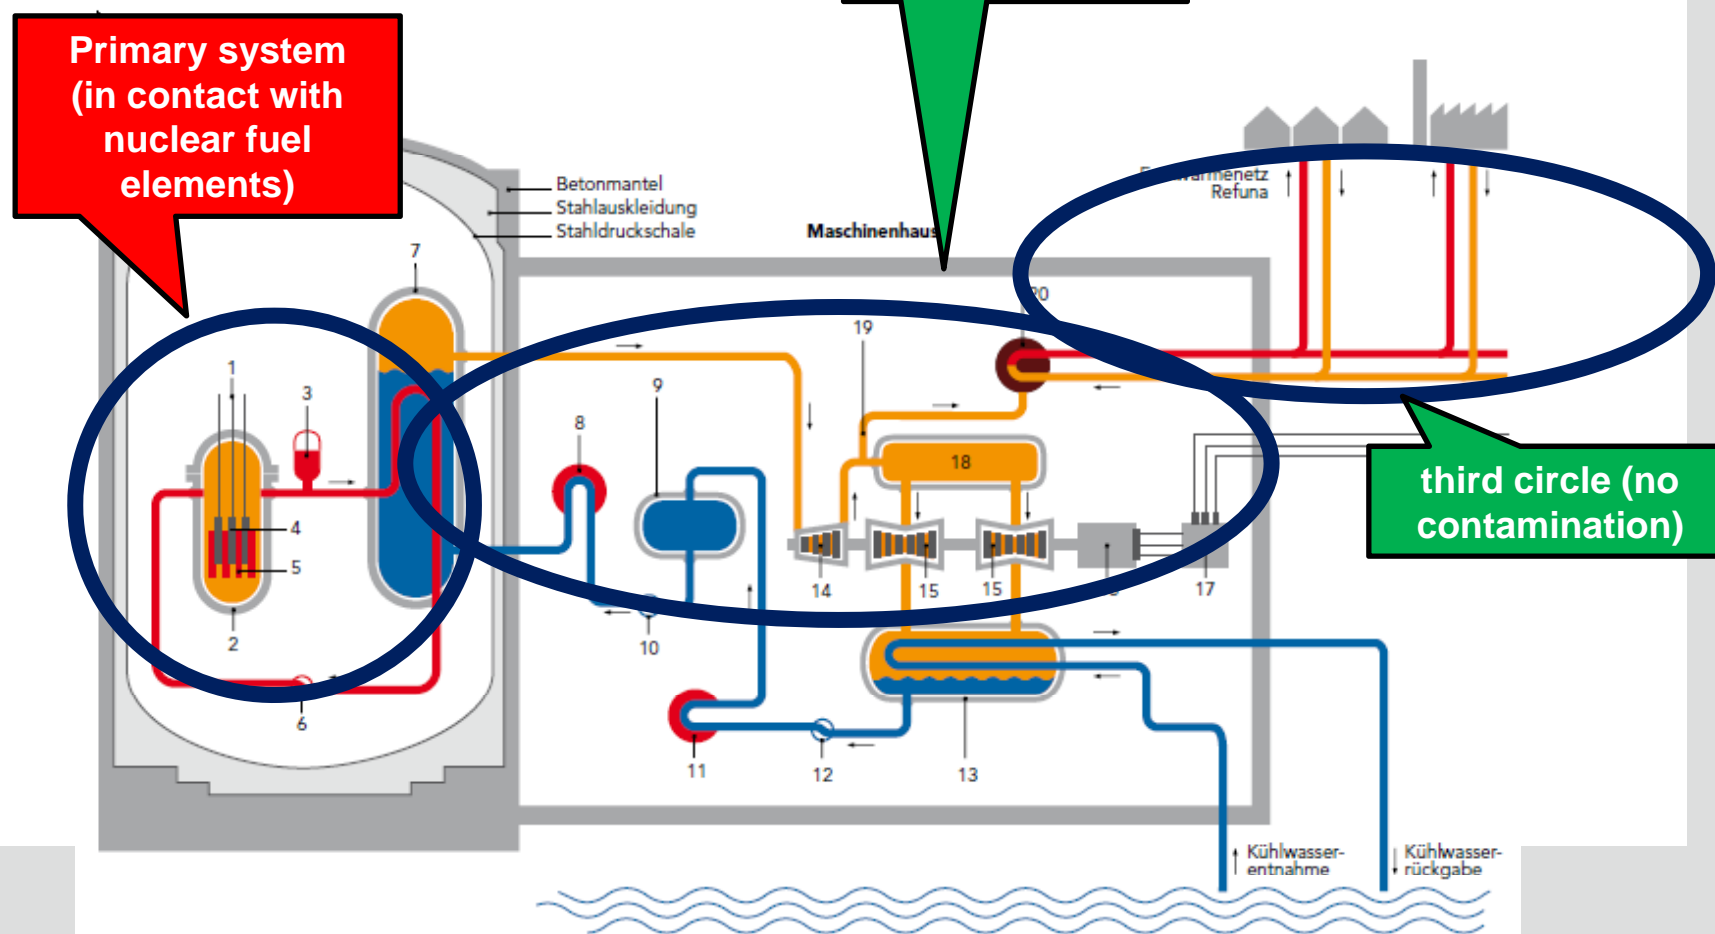 Primary system
(in contact with
nuclear fuel
elements)
Betonmantel
Stahlauskleidung
Stahldruckschale
Maschinenhaus
Refuna
7
20
19
1
3
9
8
18
4
5
14
15
15
17
third circle (no
contamination)
2
10
6
11
12
13
Kühlwasser-
entnahme
Kühlwasser-
rückgabe